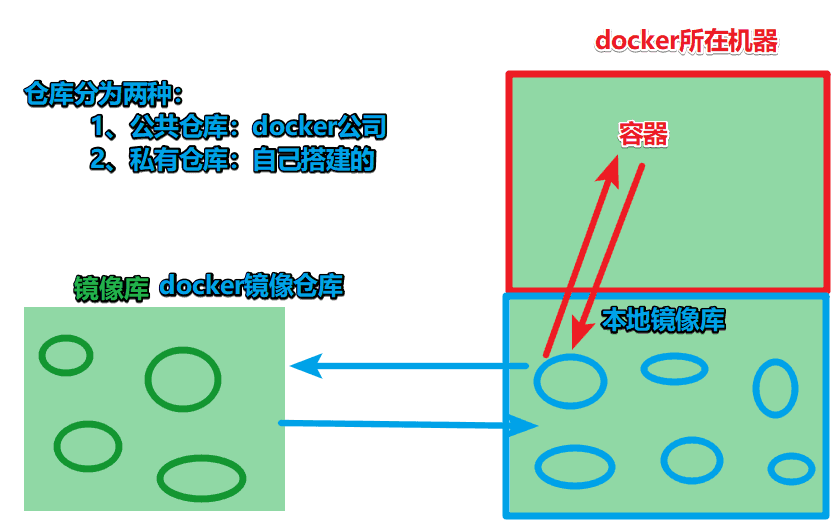 docker所在机器
仓库分为两种：
1、公共仓库：docker公司
2、私有仓库：自己搭建的
容器
镜像库 docker镜像仓库
本地镜像库